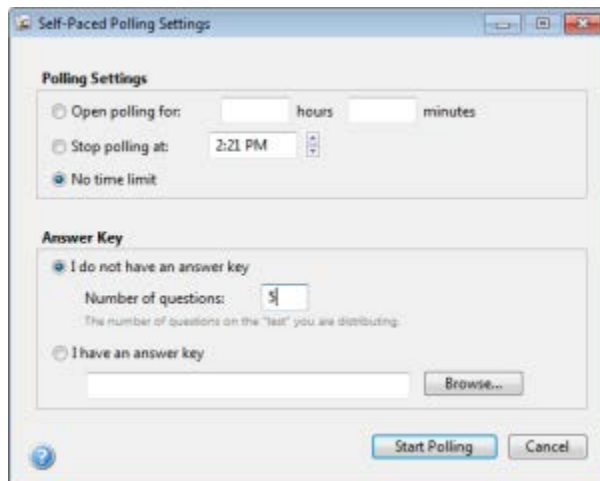 Self-Paced Polling Settings
Polling Settings
Open polling for: hours minutes
Stop polling at: 2:21 PM
No time limit
Answer Key
I do not have an answer key
Number of questions: 5
The number of questions on the "test" you are distributing.
I have an answer key
Browse...
Start Polling Cancel